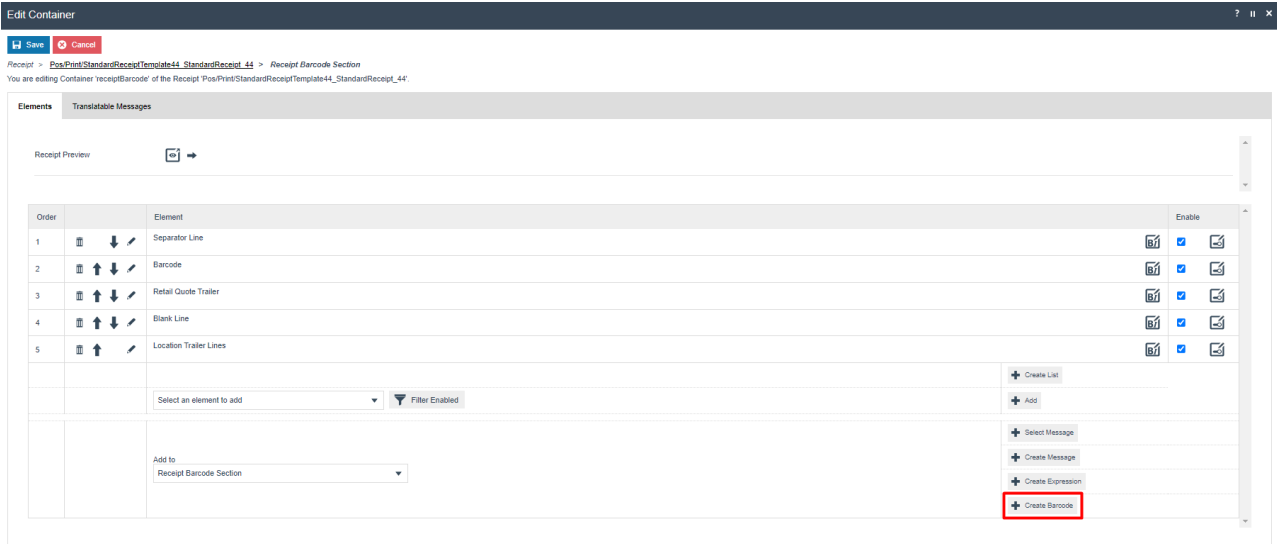 Edit Container ? II ×
Save Cancel
Receipt > Pos/Print/StandardReceiptTemplate44_StandardReceipt_44 > Receipt Barcode Section
You are editing Container 'receiptBarcode' of the Receipt 'Pos/Print/StandardReceiptTemplate44_StandardReceipt_44'.
Elements Translatable Messages
Receipt Preview
Order Element Enable
1 Separator Line
2 Barcode
3 Retail Quote Trailer
4 Blank Line
5 Location Trailer Lines
Create List
Select an element to add Filter Enabled Add
Select Message
Add to
Create Message
Receipt Barcode Section
Create Expression
Create Barcode